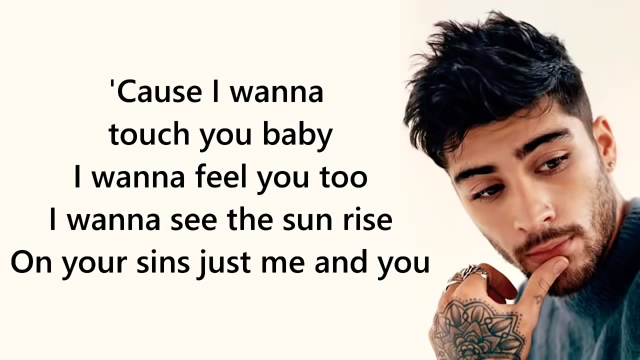 'Cause I wanna
touch you baby
I wanna feel you too
I wanna see the sun rise
On your sins just me and you